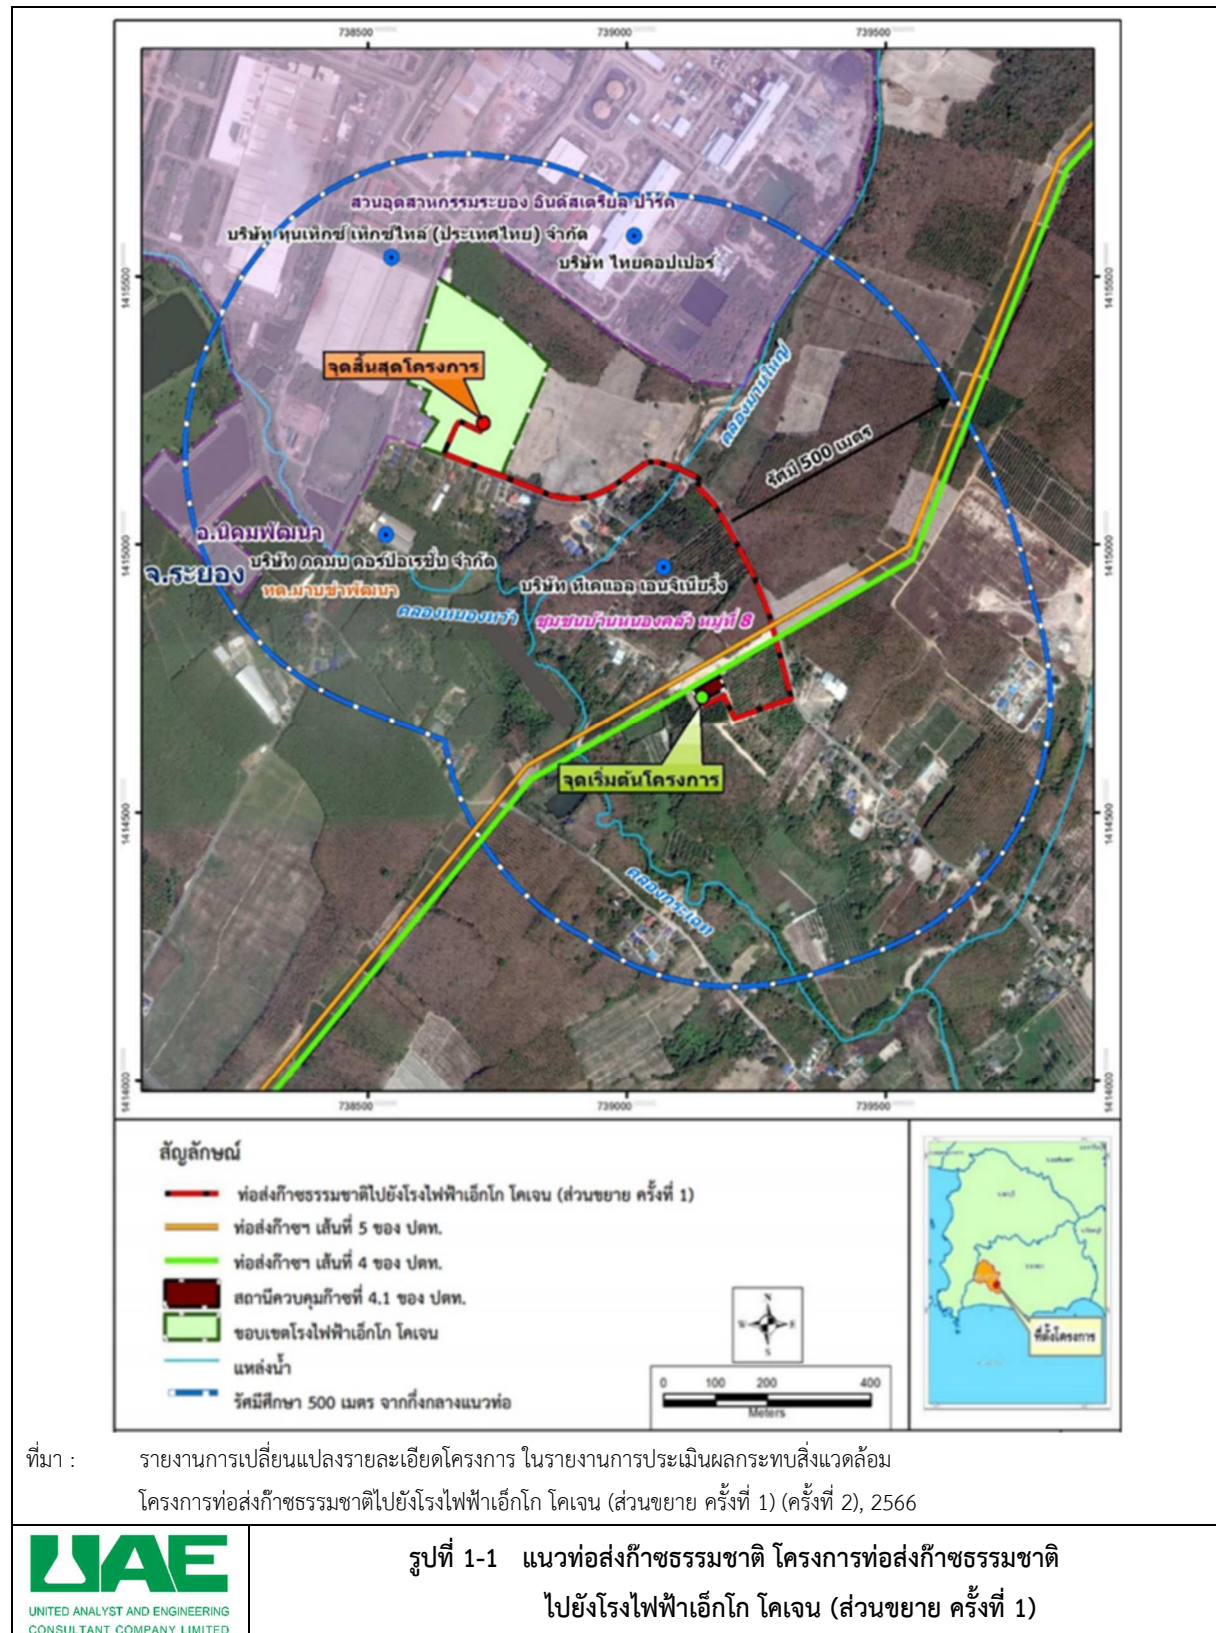 738500 739000 739500
สวนอุตสาหกรรมระยอง อินดัสเตรียล ปาร์ค
บริษัท ทุนเท็กซ์ เท็กซ์ไทล์ (ประเทศไทย) จำกัด
บริษัท ไทยคอปเปอร์
1415500 1415500
จุดสิ้นสุดโครงการ
คลองมาบใหญ่
รัศมี 500 เมตร
1415000 1415000
อ.นิคมพัฒนา
บริษัท ภคมน คอร์ปอเรชั่น จำกัด
จ.ระยอง
บริษัท ทีเคแอล เอนจิเนียริ่ง
ทต.มาบข่าพัฒนา
คลองหนองหว้า
ชุมชนบ้านหนองคล้า หมู่ที่ 8
จุดเริ่มต้นโครงการ
1414500 1414500
คลองกระเฉท
1414000 1414000
738500 739000 739500
สัญลักษณ์
ท่อส่งก๊าซธรรมชาติไปยังโรงไฟฟ้าเอ็กโก โคเจน (ส่วนขยาย ครั้งที่ 1)
ท่อส่งก๊าซฯ เส้นที่ 5 ของ ปตท.
ท่อส่งก๊าซฯ เส้นที่ 4 ของ ปตท.
สถานีควบคุมก๊าซที่ 4.1 ของ ปตท.
ขอบเขตโรงไฟฟ้าเอ็กโก โคเจน
แหล่งน้ำ
รัศมีศึกษา 500 เมตร จากกึ่งกลางแนวท่อ
N
W E
S
0 100 200 400
Meters
ที่ตั้งโครงการ
ที่มา : รายงานการเปลี่ยนแปลงรายละเอียดโครงการ ในรายงานการประเมินผลกระทบสิ่งแวดล้อม
โครงการท่อส่งก๊าซธรรมชาติไปยังโรงไฟฟ้าเอ็กโก โคเจน (ส่วนขยาย ครั้งที่ 1) (ครั้งที่ 2), 2566
UAE
UNITED ANALYST AND ENGINEERING
CONSULTANT COMPANY LIMITED
รูปที่ 1-1 แนวท่อส่งก๊าซธรรมชาติ โครงการท่อส่งก๊าซธรรมชาติ
ไปยังโรงไฟฟ้าเอ็กโก โคเจน (ส่วนขยาย ครั้งที่ 1)